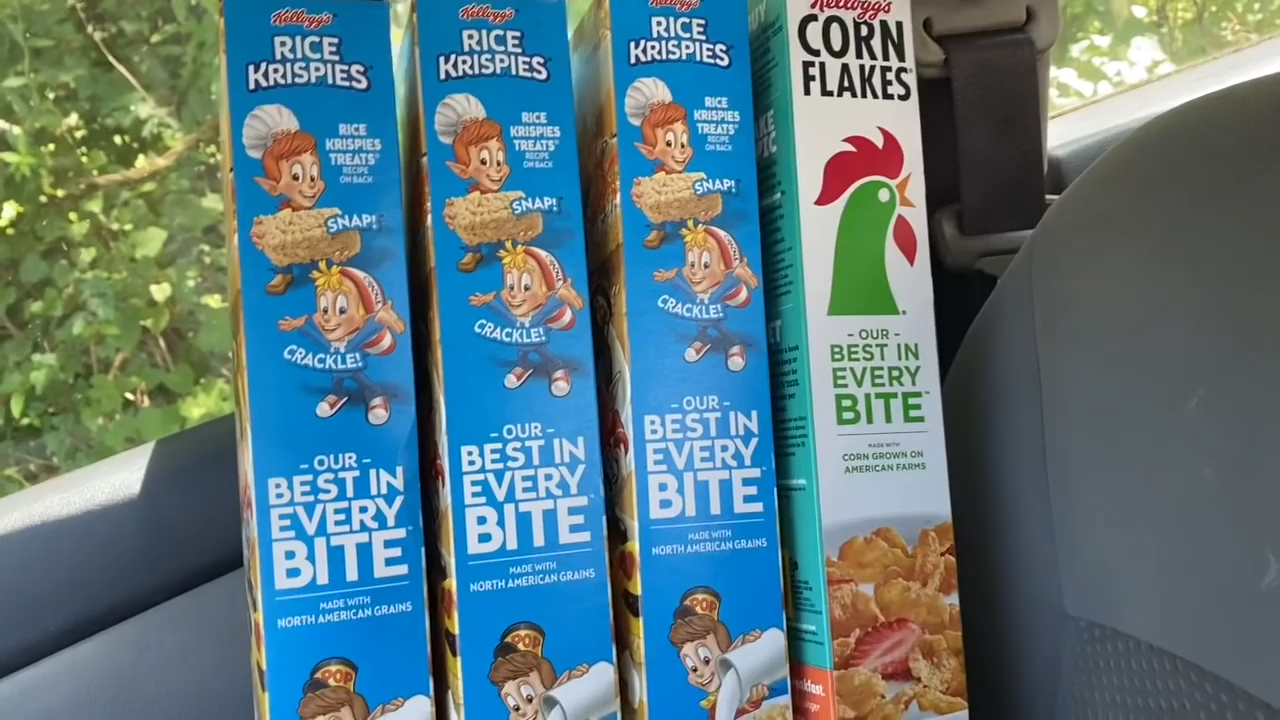 Kellogg's
RICE
KRISPIES
RICE
KRISPIES
TREATS
RECIPE
ON BACK
SNAP!
CRACKLE!
- OUR -
BEST IN
EVERY
BITE
MADE WITH
NORTH AMERICAN GRAINS
POP
Kellogg's
RICE
KRISPIES
RICE
KRISPIES
TREATS
RECIPE
ON BACK
SNAP!
CRACKLE!
- OUR -
BEST IN
EVERY
BITE
MADE WITH
NORTH AMERICAN GRAINS
POP
Kellogg's
RICE
KRISPIES
RICE
KRISPIES
TREATS
RECIPE
ON BACK
SNAP!
CRACKLE!
- OUR -
BEST IN
EVERY
BITE
MADE WITH
NORTH AMERICAN GRAINS
POP
Kellogg's
CORN
FLAKES
- OUR -
BEST IN
EVERY
BITE™
MADE WITH
CORN GROWN ON
AMERICAN FARMS